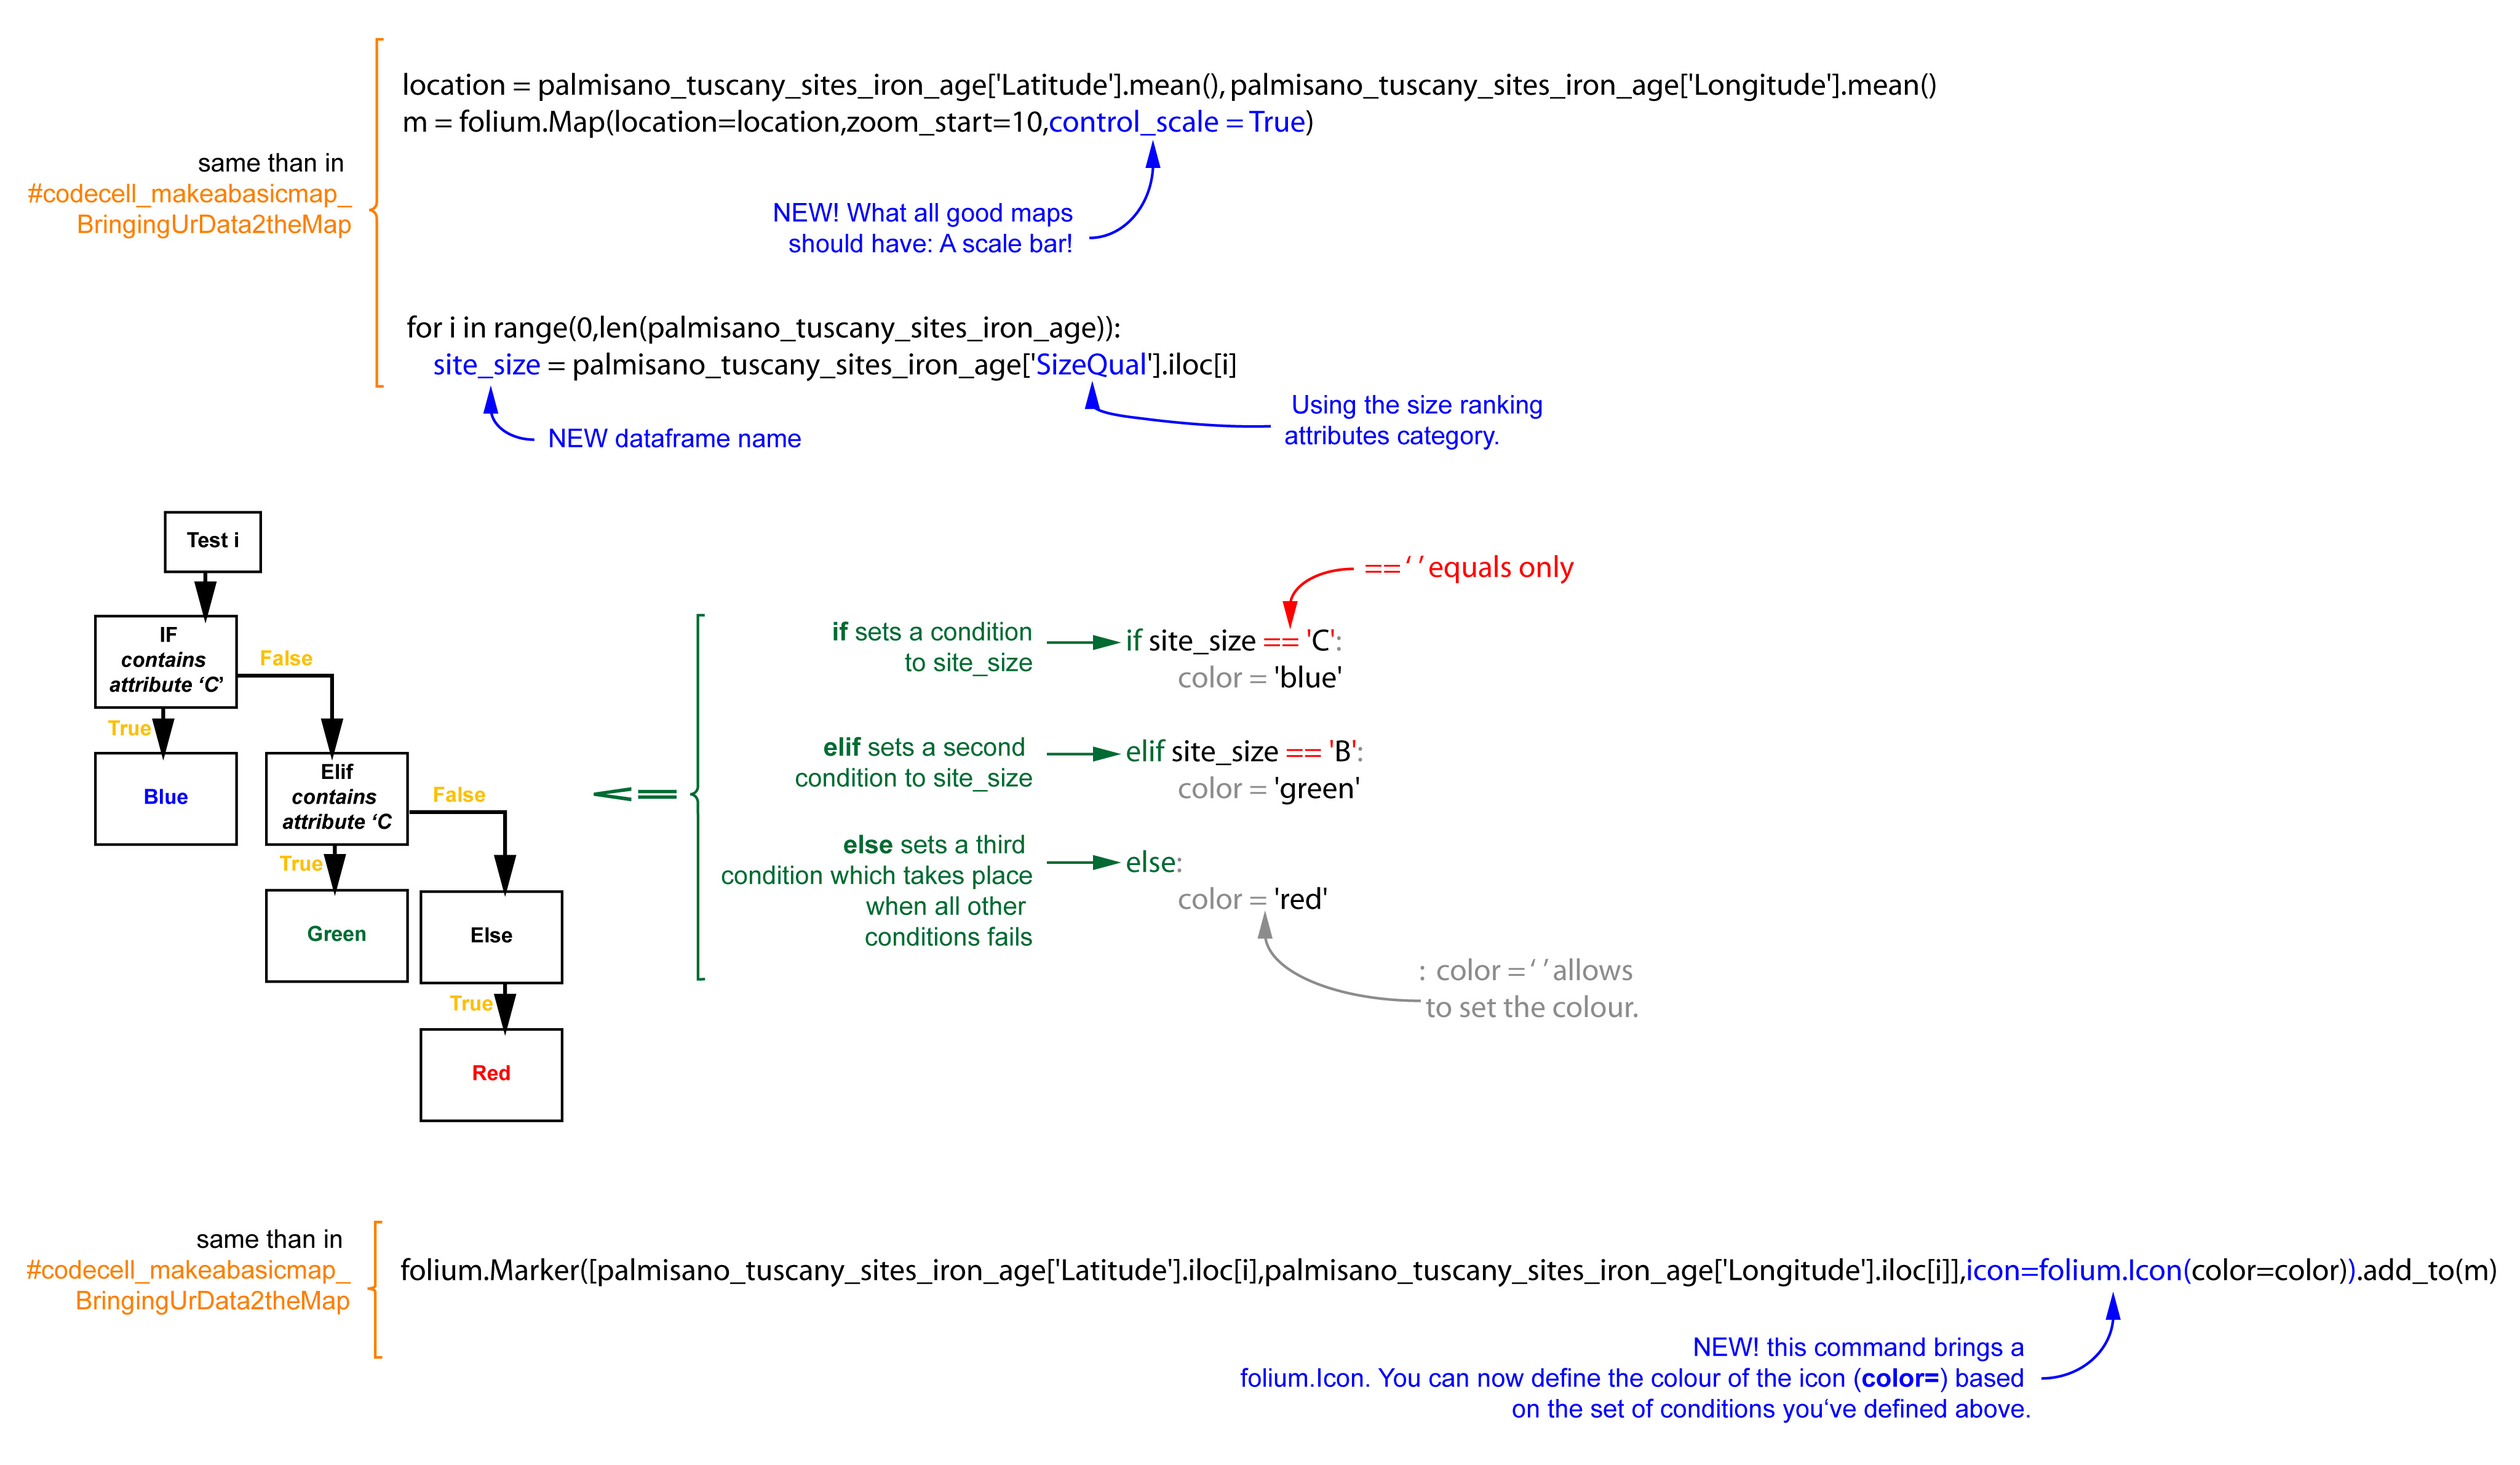 location = palmisano_tuscany_sites_iron_age['Latitude'].mean(), palmisano_tuscany_sites_iron_age['Longitude'].mean()
m = folium.Map(location=location,zoom_start=10,control_scale = True)
same than in
#codecell_makeabasicmap_
BringingUrData2theMap
NEW! What all good maps
should have: A scale bar!
for i in range(0,len(palmisano_tuscany_sites_iron_age)):
site_size = palmisano_tuscany_sites_iron_age['SizeQual'].iloc[i]
NEW dataframe name
Using the size ranking
attributes category.
Test i
IF
contains
attribute ‘C’
False
True
Blue
Elif
contains
attribute ‘C
False
True
Green
Else
True
Red
== ‘ ’ equals only
if sets a condition
to site_size
if site_size == 'C':
color = 'blue'
elif sets a second
condition to site_size
elif site_size == 'B':
color = 'green'
else sets a third
condition which takes place
when all other
conditions fails
else:
color = 'red'
: color = ‘ ’ allows
to set the colour.
same than in
#codecell_makeabasicmap_
BringingUrData2theMap
folium.Marker([palmisano_tuscany_sites_iron_age['Latitude'].iloc[i],palmisano_tuscany_sites_iron_age['Longitude'].iloc[i]],icon=folium.Icon(color=color)).add_to(m)
NEW! this command brings a
folium.Icon. You can now define the colour of the icon (color=) based
on the set of conditions you‘ve defined above.